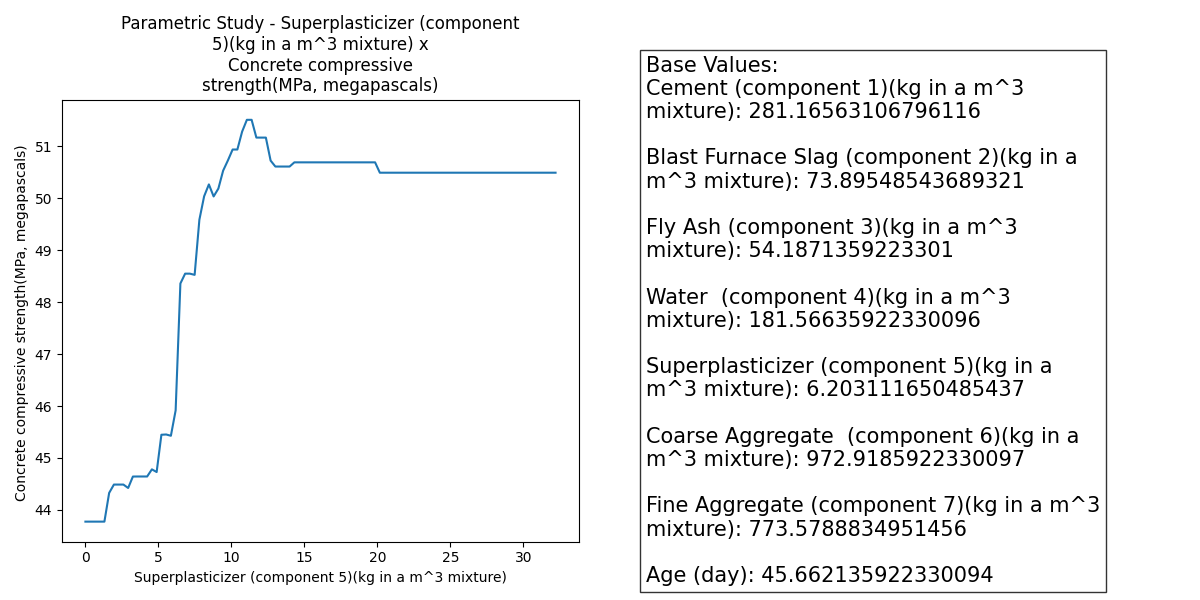 Parametric Study - Superplasticizer (component
5)(kg in a m^3 mixture) x
Concrete compressive
strength(MPa, megapascals)
Concrete compressive strength(MPa, megapascals)
51
50
49
48
47
46
45
44
0 5 10 15 20 25 30
Superplasticizer (component 5)(kg in a m^3 mixture)
Base Values:
Cement (component 1)(kg in a m^3
mixture): 281.16563106796116
Blast Furnace Slag (component 2)(kg in a
m^3 mixture): 73.89548543689321
Fly Ash (component 3)(kg in a m^3
mixture): 54.1871359223301
Water  (component 4)(kg in a m^3
mixture): 181.56635922330096
Superplasticizer (component 5)(kg in a
m^3 mixture): 6.203111650485437
Coarse Aggregate  (component 6)(kg in a
m^3 mixture): 972.9185922330097
Fine Aggregate (component 7)(kg in a m^3
mixture): 773.5788834951456
Age (day): 45.662135922330094